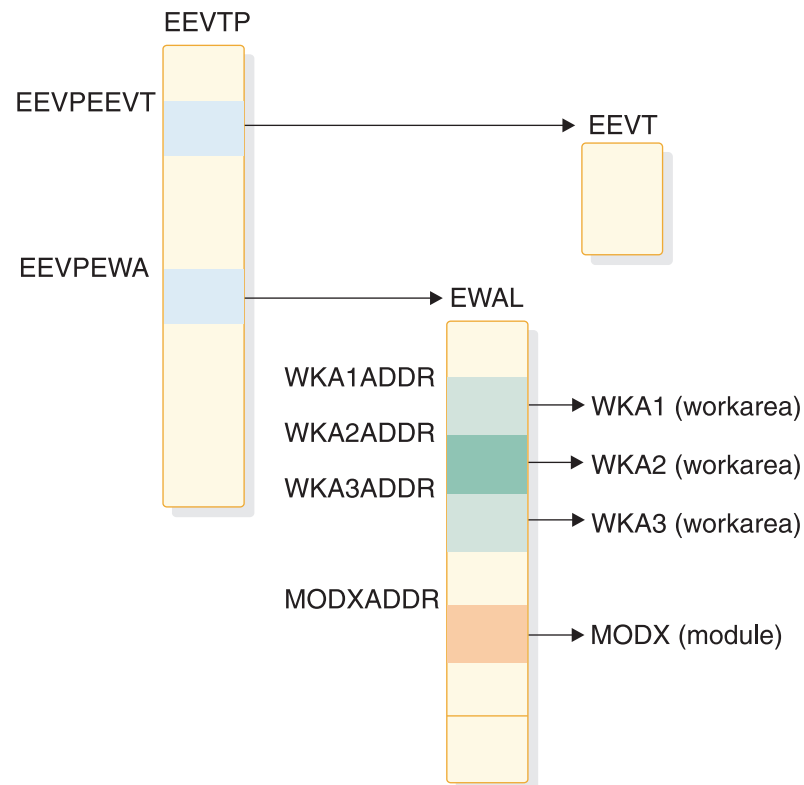 EEVTP
EEVPEEVT
EEVT
EEVPEWA
EWAL
WKA1ADDR
WKA1 (workarea)
WKA2ADDR
WKA2 (workarea)
WKA3ADDR
WKA3 (workarea)
MODXADDR
MODX (module)